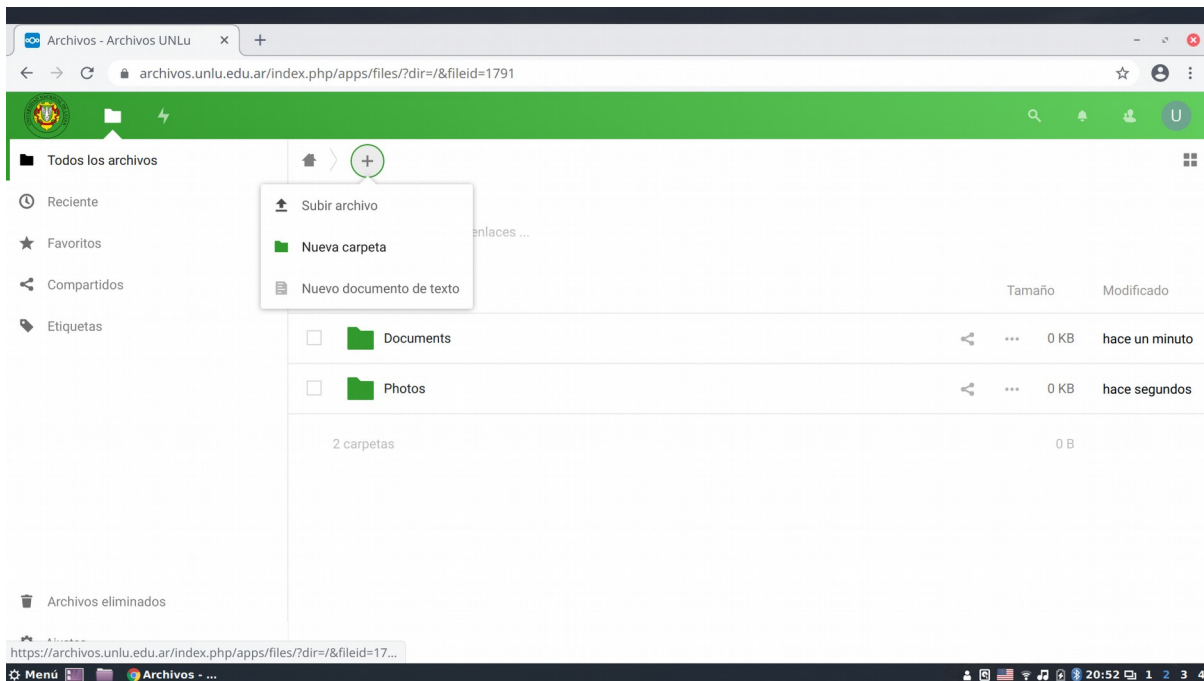 Archivos - Archivos UNLu
archivos.unlu.edu.ar/index.php/apps/files/?dir=/&fileid=1791
U
Todos los archivos
Reciente
Favoritos
Compartidos
Etiquetas
Subir archivo
Nueva carpeta
Nuevo documento de texto
enlaces ...
Tamaño Modificado
Documents 0 KB hace un minuto
Photos 0 KB hace segundos
2 carpetas 0 B
Archivos eliminados
https://archivos.unlu.edu.ar/index.php/apps/files/?dir=/&fileid=17...
Menú Archivos - ... 20:52 1 2 3 4